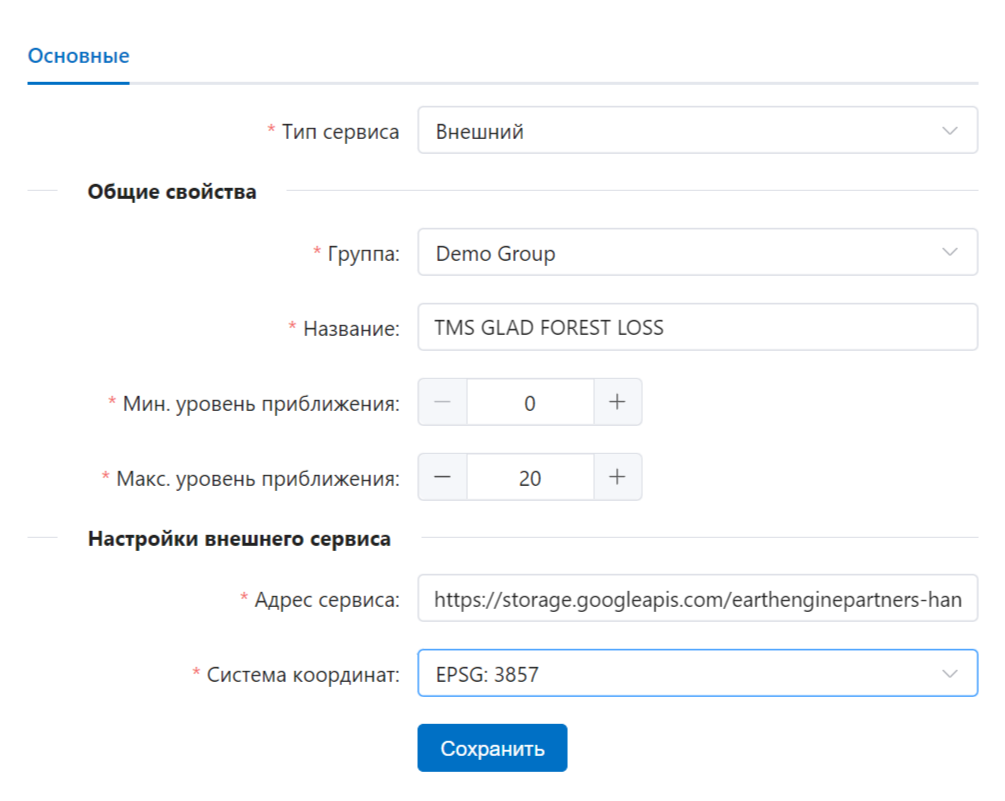 Основные
* Тип сервиса Внешний
Общие свойства
* Группа: Demo Group
* Название: TMS GLAD FOREST LOSS
* Мин. уровень приближения: − 0 +
* Макс. уровень приближения: − 20 +
Настройки внешнего сервиса
* Адрес сервиса: https://storage.googleapis.com/earthenginepartners-han
* Система координат: EPSG: 3857
Сохранить